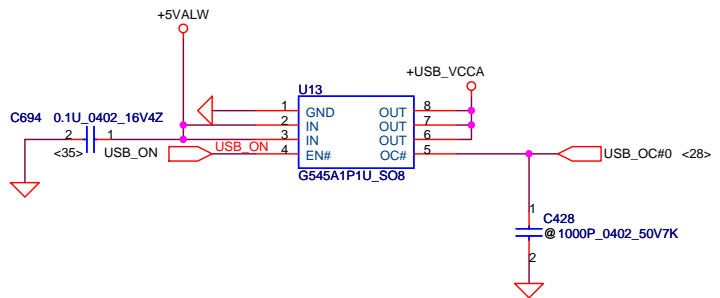 +5VALW
+USB_VCCA
U13
C694 0.1U_0402_16V4Z
1 GND OUT 8
2 IN OUT 7
3 IN OUT 6
4 EN# OC# 5
2 1
<35> USB_ON
USB_ON
USB_OC#0 <28>
G545A1P1U_SO8
1
C428
@1000P_0402_50V7K
2